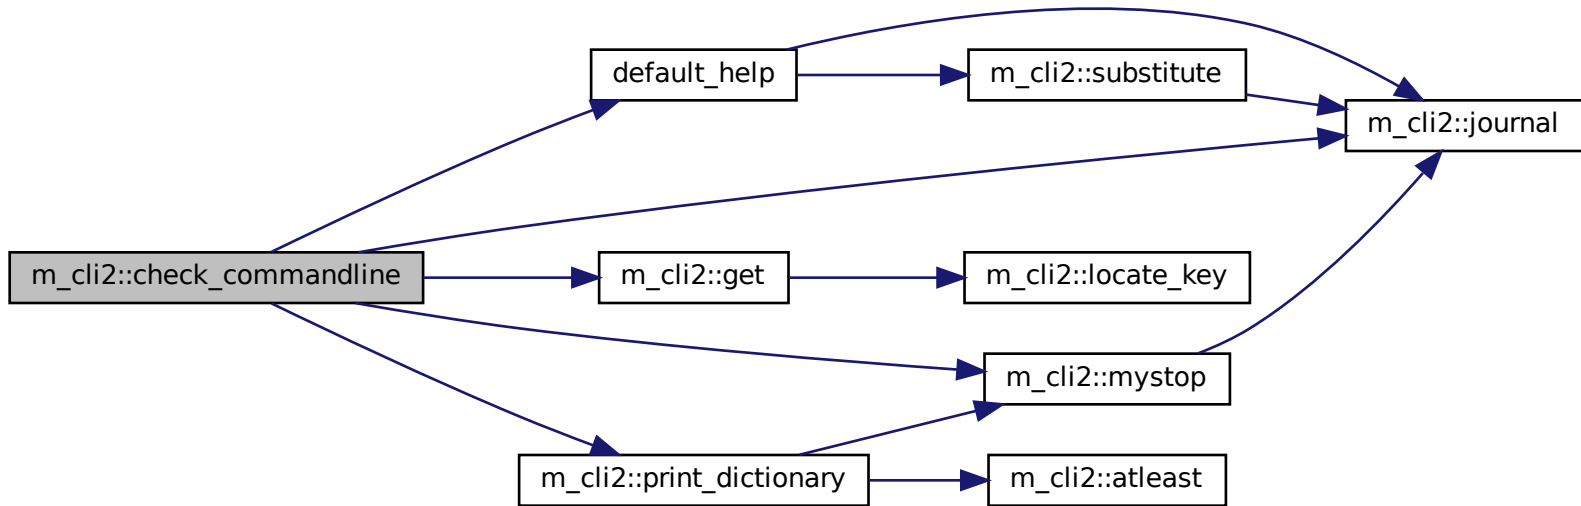 default_help
m_cli2::substitute
m_cli2::journal
m_cli2::check_commandline
m_cli2::get
m_cli2::locate_key
m_cli2::mystop
m_cli2::print_dictionary
m_cli2::atleast